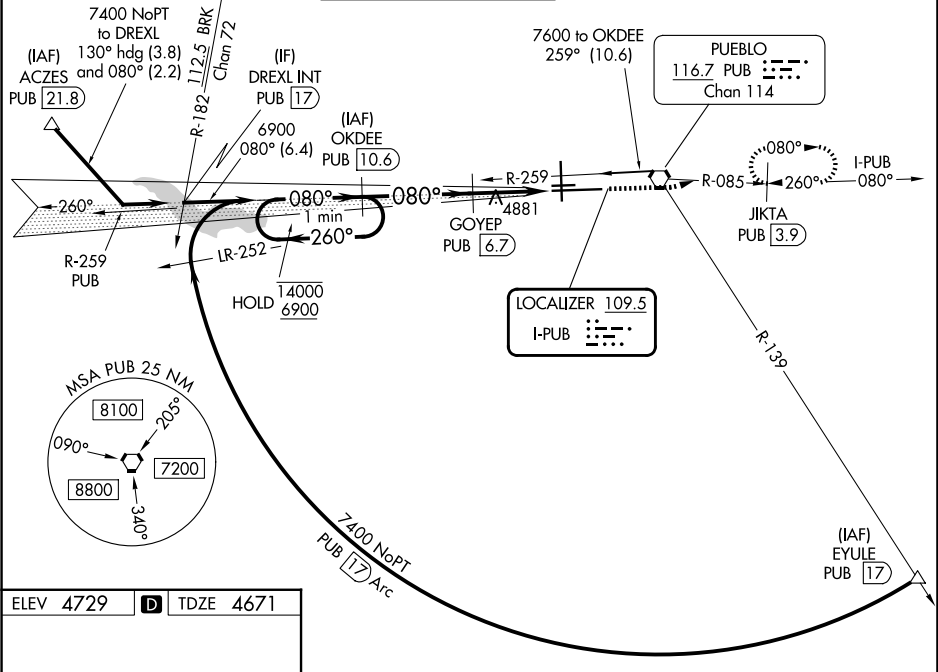 7400 NoPT
to DREXL
130° hdg (3.8)
and 080° (2.2)
(IAF)
ACZES
PUB 21.8
R-182
112.5 BRK
Chan 72
(IF)
DREXL INT
PUB 17
6900
080° (6.4)
(IAF)
OKDEE
PUB 10.6
7600 to OKDEE
259° (10.6)
PUEBLO
116.7 PUB
Chan 114
080°
260°
I-PUB
080°
R-085
JIKTA
PUB 3.9
R-259
260°
080°
1 min
260°
080°
4881
GOYEP
PUB 6.7
R-259
PUB
LR-252
HOLD 14000
6900
LOCALIZER 109.5
I-PUB
R-139
MSA PUB 25 NM
8100
205°
090°
7200
8800
340°
7400 NoPT
PUB 17 Arc
(IAF)
EYULE
PUB 17
ELEV 4729 D TDZE 4671